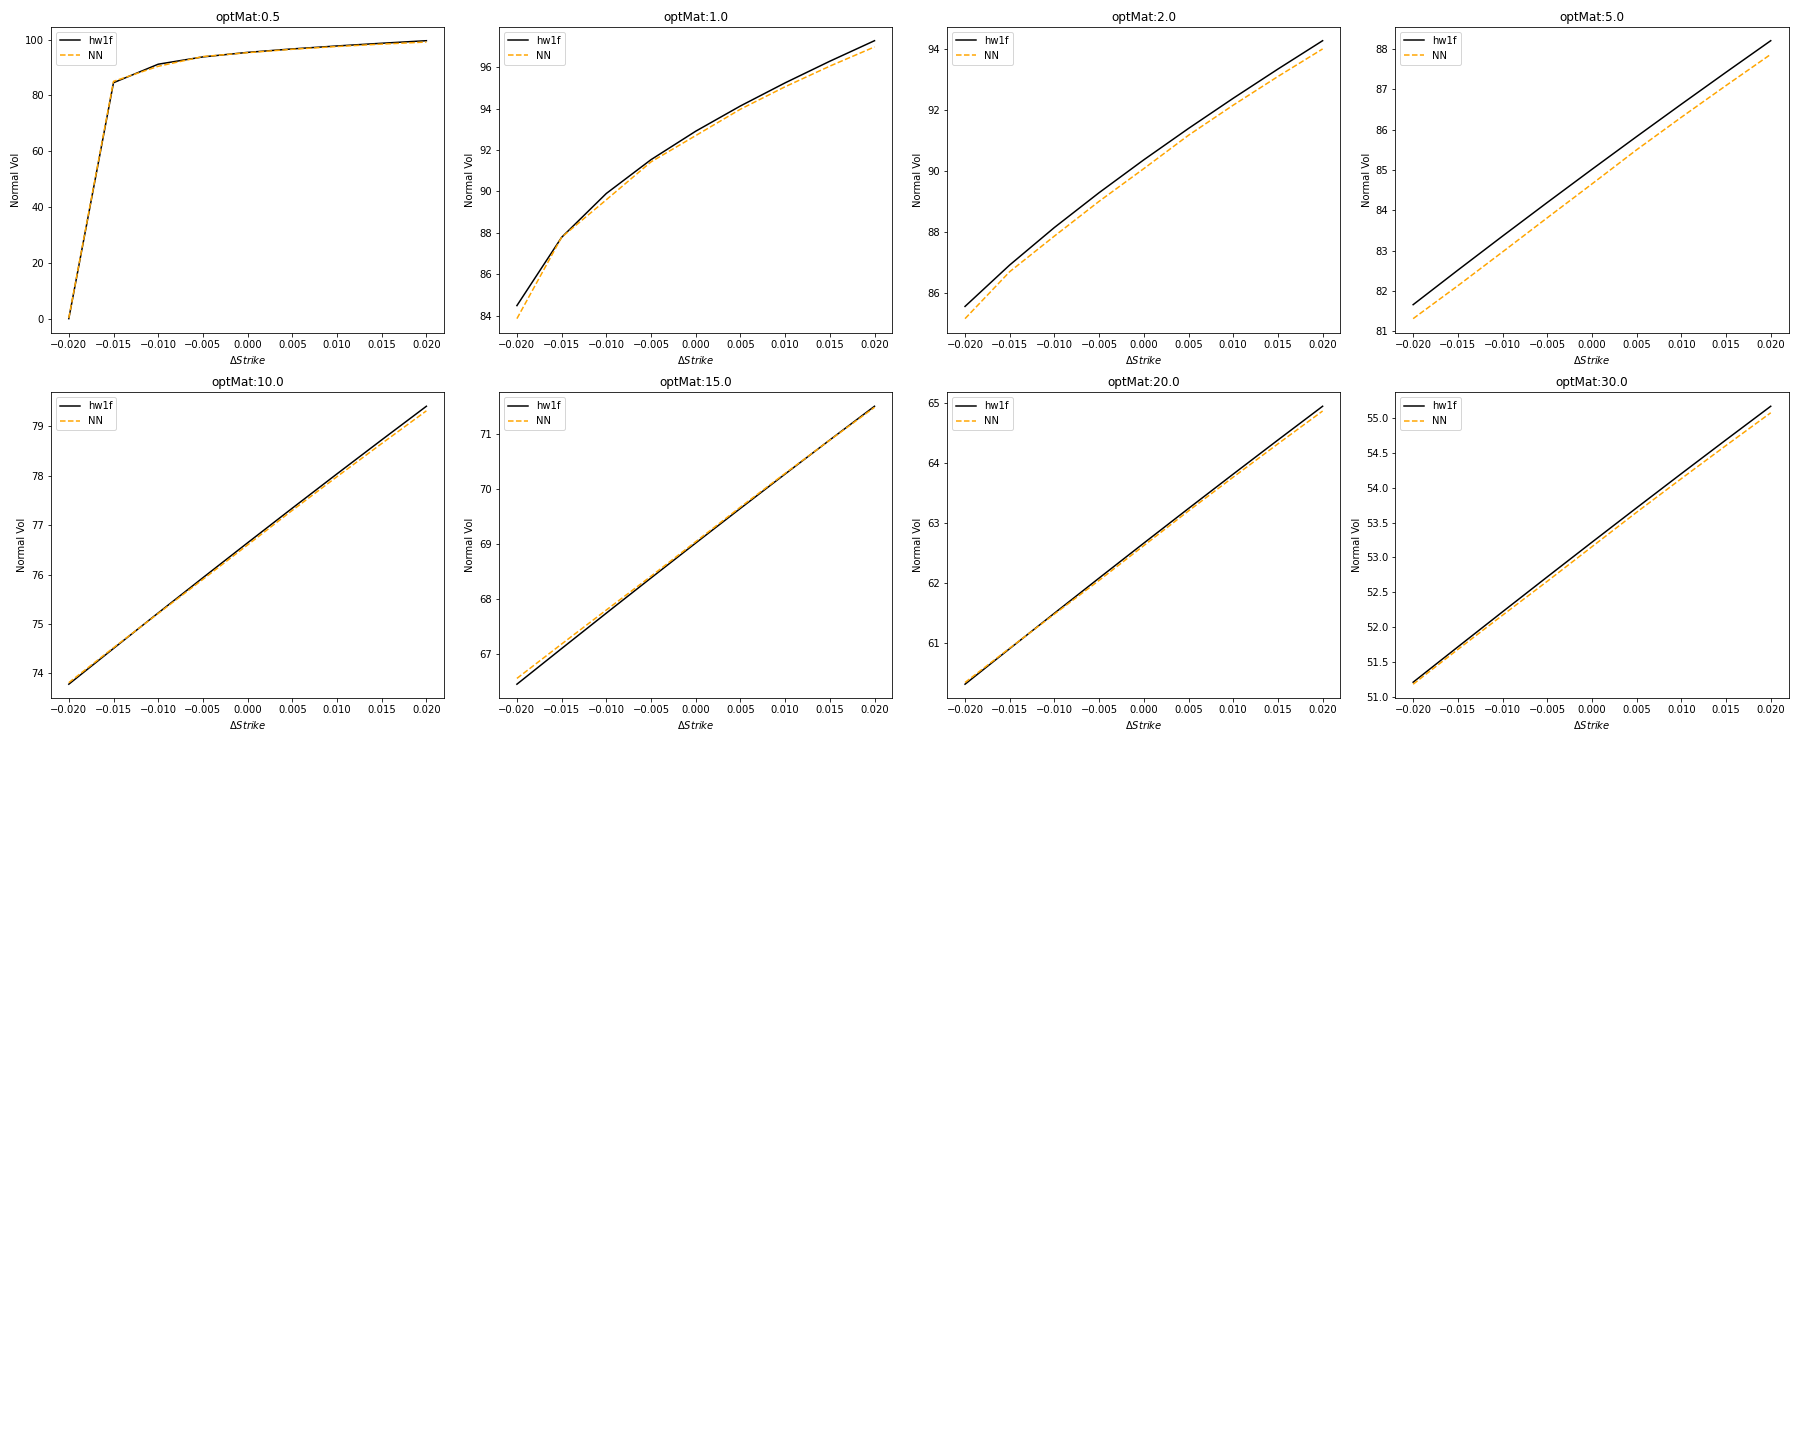 optMat:0.5
100
80
60
40
20
0
Normal Vol
hw1f
NN
−0.020 −0.015 −0.010 −0.005 0.000 0.005 0.010 0.015 0.020
ΔStrike
optMat:1.0
96
94
92
90
88
86
84
Normal Vol
hw1f
NN
−0.020 −0.015 −0.010 −0.005 0.000 0.005 0.010 0.015 0.020
ΔStrike
optMat:2.0
94
92
90
88
86
Normal Vol
hw1f
NN
−0.020 −0.015 −0.010 −0.005 0.000 0.005 0.010 0.015 0.020
ΔStrike
optMat:5.0
88
87
86
85
84
83
82
81
Normal Vol
hw1f
NN
−0.020 −0.015 −0.010 −0.005 0.000 0.005 0.010 0.015 0.020
ΔStrike
optMat:10.0
79
78
77
76
75
74
Normal Vol
hw1f
NN
−0.020 −0.015 −0.010 −0.005 0.000 0.005 0.010 0.015 0.020
ΔStrike
optMat:15.0
71
70
69
68
67
Normal Vol
hw1f
NN
−0.020 −0.015 −0.010 −0.005 0.000 0.005 0.010 0.015 0.020
ΔStrike
optMat:20.0
65
64
63
62
61
Normal Vol
hw1f
NN
−0.020 −0.015 −0.010 −0.005 0.000 0.005 0.010 0.015 0.020
ΔStrike
optMat:30.0
55.0
54.5
54.0
53.5
53.0
52.5
52.0
51.5
51.0
Normal Vol
hw1f
NN
−0.020 −0.015 −0.010 −0.005 0.000 0.005 0.010 0.015 0.020
ΔStrike